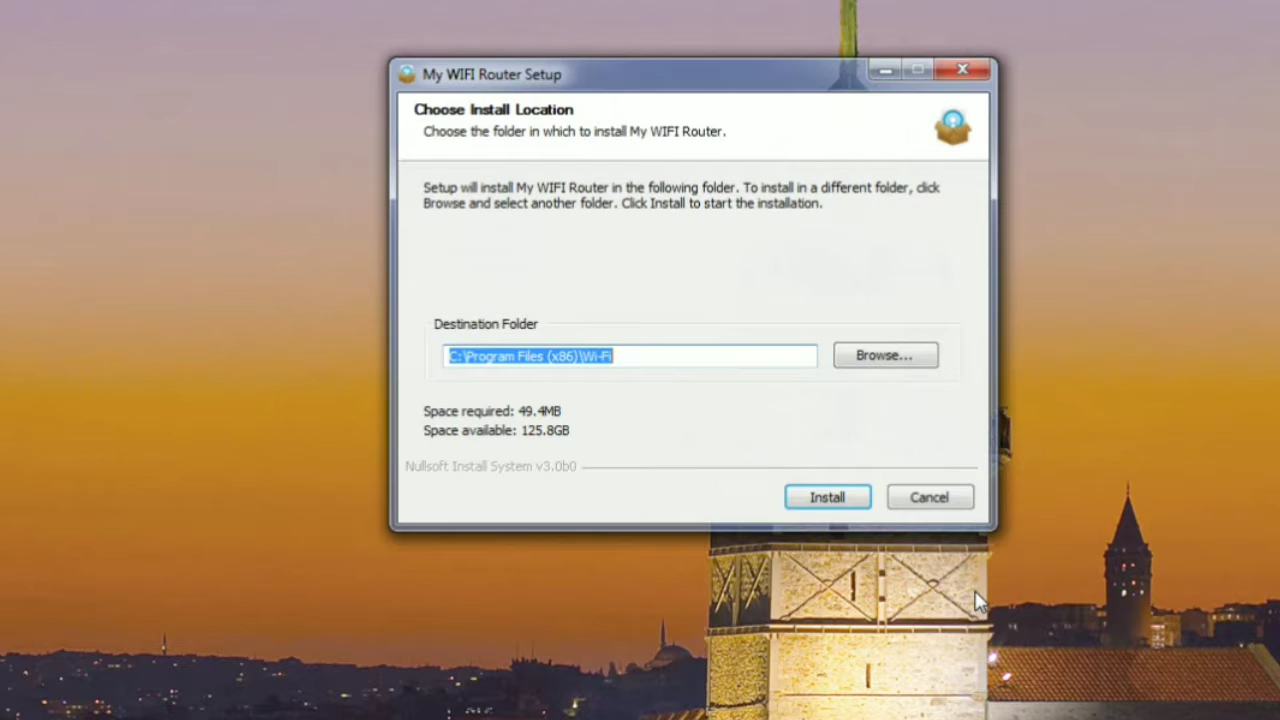 My WIFI Router Setup
Choose Install Location
Choose the folder in which to install My WIFI Router.
Setup will install My WIFI Router in the following folder. To install in a different folder, click
Browse and select another folder. Click Install to start the installation.
Destination Folder
C:\Program Files (x86)\Wi-Fi
Browse...
Space required: 49.4MB
Space available: 125.8GB
Nullsoft Install System v3.0b0
Install
Cancel